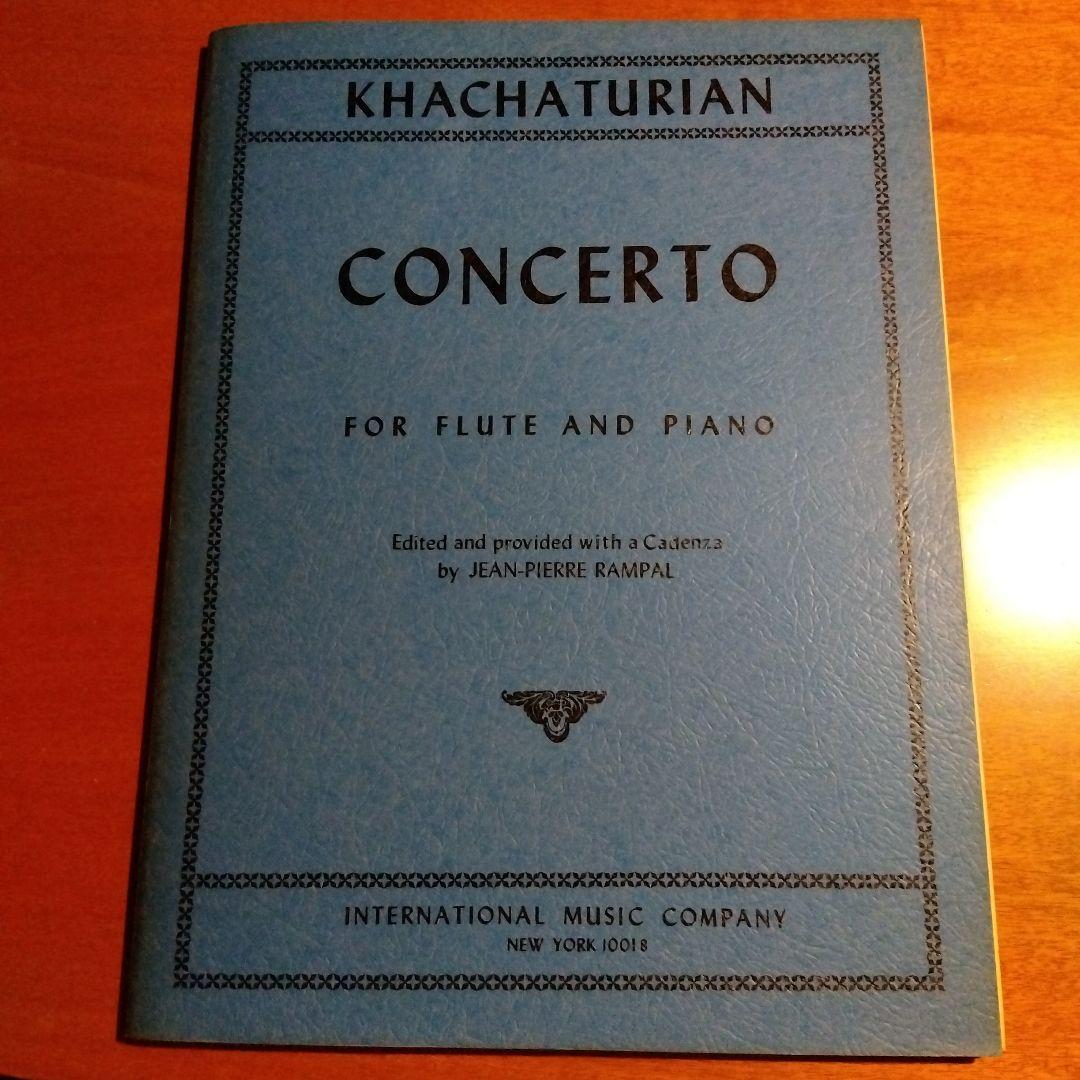 KHACHATURIAN
CONCERTO
FOR FLUTE AND PIANO
Edited and provided with a Cadenza
by JEAN-PIERRE RAMPAL
INTERNATIONAL MUSIC COMPANY
NEW YORK 10018